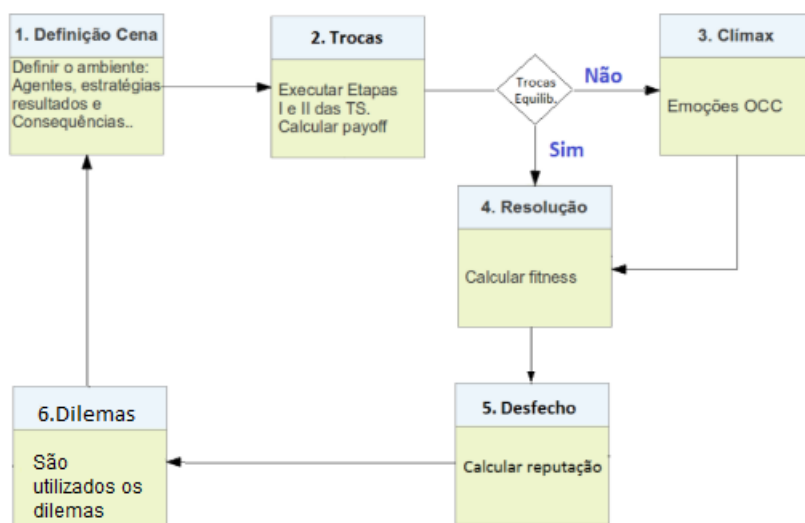 1. Definição Cena
Definir o ambiente:
Agentes, estratégias
resultados e
Consequências..
2. Trocas
Executar Etapas
I e II das TS.
Calcular payoff
Trocas
Equilib.
Não
Sim
3. Clímax
Emoções OCC
4. Resolução
Calcular fitness
5. Desfecho
Calcular reputação
6.Dilemas
São
utilizados os
dilemas